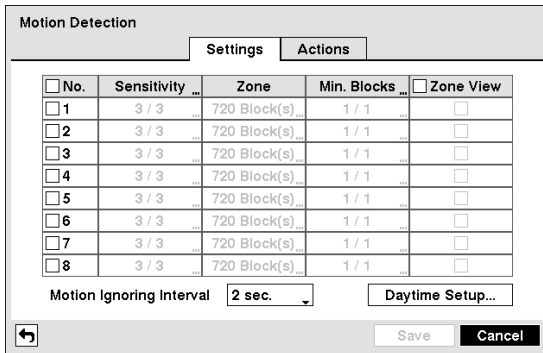 Motion Detection
Settings Actions
No. Sensitivity ... Zone Min. Blocks ... Zone View
1 3 / 3 ... 720 Block(s) ... 1 / 1 ...
2 3 / 3 ... 720 Block(s) ... 1 / 1 ...
3 3 / 3 ... 720 Block(s) ... 1 / 1 ...
4 3 / 3 ... 720 Block(s) ... 1 / 1 ...
5 3 / 3 ... 720 Block(s) ... 1 / 1 ...
6 3 / 3 ... 720 Block(s) ... 1 / 1 ...
7 3 / 3 ... 720 Block(s) ... 1 / 1 ...
8 3 / 3 ... 720 Block(s) ... 1 / 1 ...
Motion Ignoring Interval 2 sec. Daytime Setup...
Save Cancel